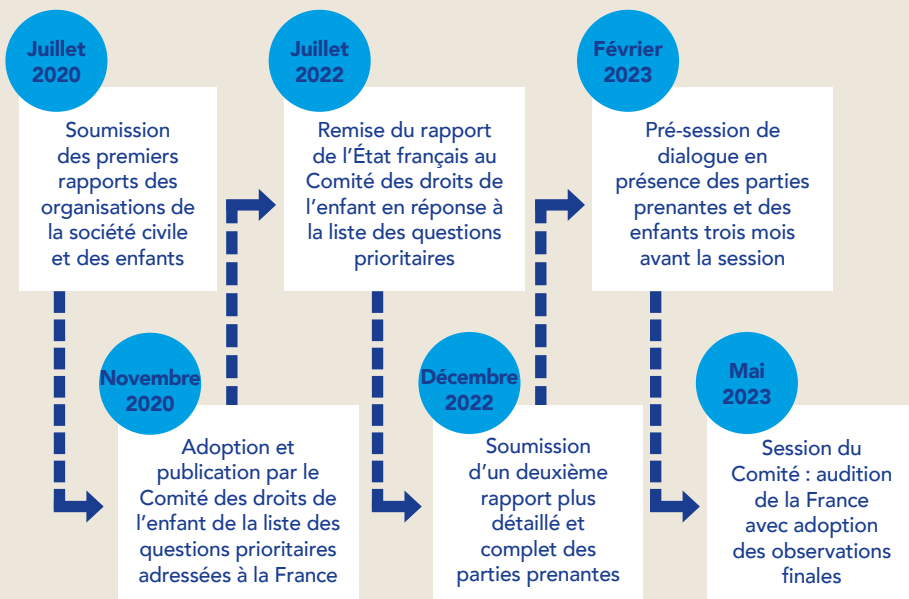 Juillet
2020
Soumission
des premiers
rapports des
organisations de
la société civile
et des enfants
Novembre
2020
Adoption et
publication par le
Comité des droits de
l’enfant de la liste des
questions prioritaires
adressées à la France
Juillet
2022
Remise du rapport
de l’État français au
Comité des droits de
l’enfant en réponse à
la liste des questions
prioritaires
Décembre
2022
Soumission
d’un deuxième
rapport plus
détaillé et
complet des
parties prenantes
Février
2023
Pré-session de
dialogue en
présence des parties
prenantes et des
enfants trois mois
avant la session
Mai
2023
Session du
Comité : audition
de la France
avec adoption
des observations
finales